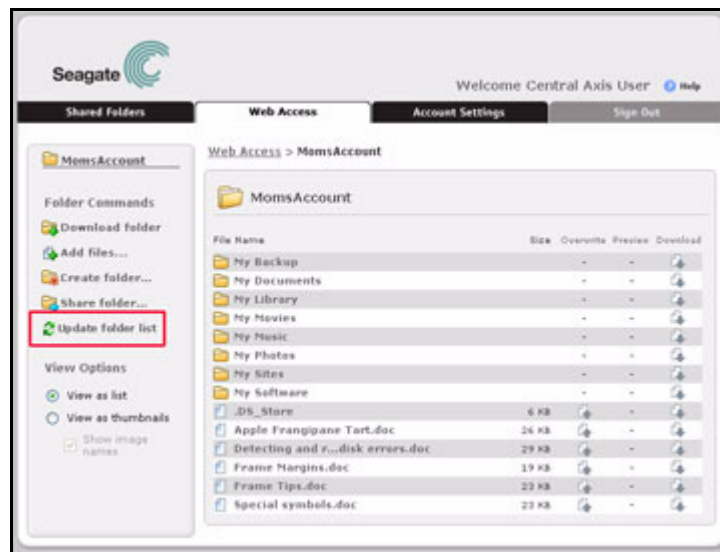 Seagate
Welcome Central Axis User Help
Shared Folders Web Access Account Settings Sign Out
MomsAccount
Folder Commands
Download folder
Add files...
Create folder...
Share folder...
Update folder list
View Options
View as list
View as thumbnails
Show image
names
Web Access > MomsAccount
MomsAccount
File Name Size Overwrite Preview Download
My Backup - -
My Documents - -
My Library - -
My Movies - -
My Music - -
My Photos - -
My Sites - -
My Software - -
.DS_Store 6 KB -
Apple Frangipane Tart.doc 26 KB -
Detecting and r...disk errors.doc 29 KB -
Frame Margins.doc 19 KB -
Frame Tips.doc 23 KB -
Special symbols.doc 23 KB -